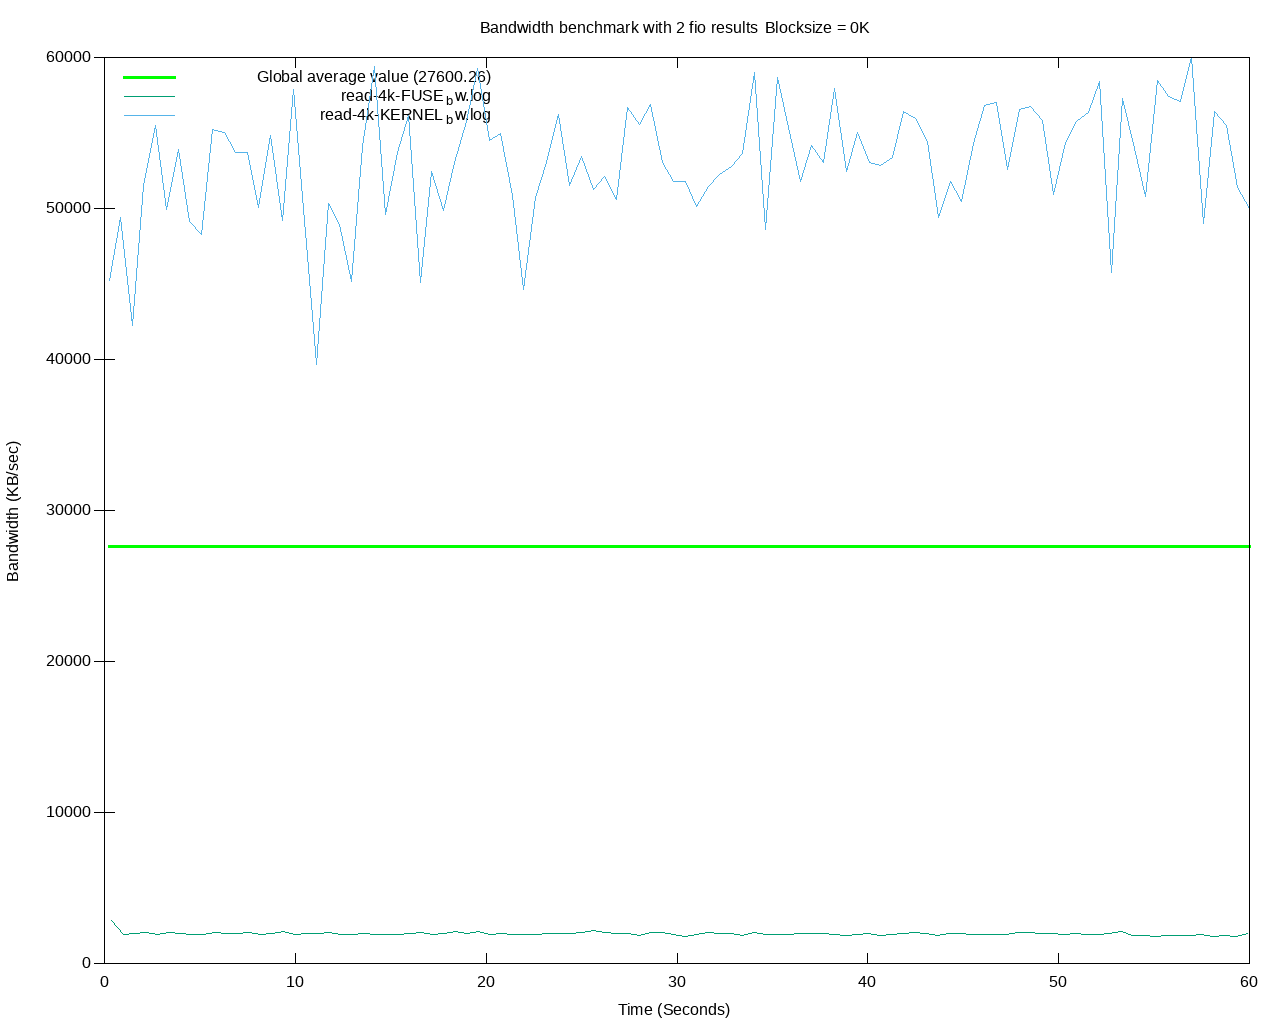 Bandwidth benchmark with 2 fio results Blocksize = 0K
60000
Global average value (27600.26)
read-4k-FUSE_bw.log
read-4k-KERNEL_bw.log
50000
40000
30000
20000
10000
0
Bandwidth (KB/sec)
0 10 20 30 40 50 60
Time (Seconds)